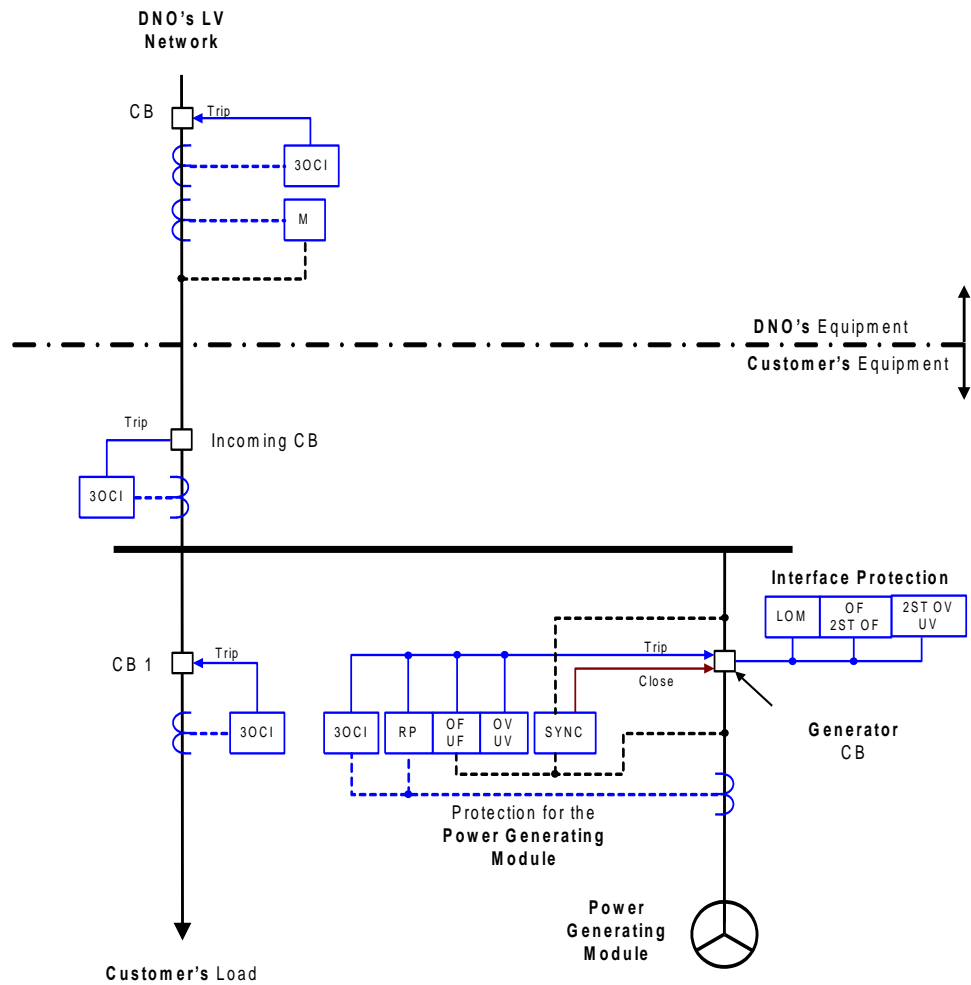 DNO's LV
Network
CB
Trip
3OCI
M
DNO's Equipment
Customer's Equipment
Trip
Incoming CB
3OCI
Interface Protection
LOM
OF
2ST OF
2ST OV
UV
CB 1
Trip
3OCI
Trip
Close
3OCI
RP
OF
UF
OV
UV
SYNC
Generator
CB
Protection for the
Power Generating
Module
Power
Generating
Module
Customer's Load